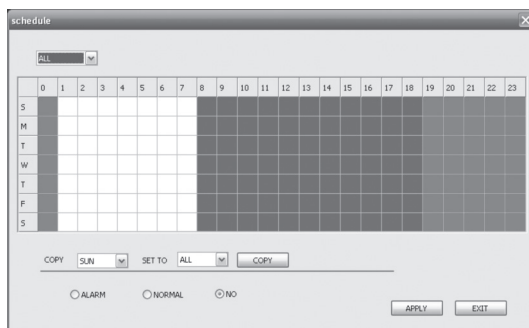 schedule
ALL
0 1 2 3 4 5 6 7 8 9 10 11 12 13 14 15 16 17 18 19 20 21 22 23
S
M
T
W
T
F
S
COPY SUN SET TO ALL COPY
ALARM NORMAL NO
APPLY EXIT